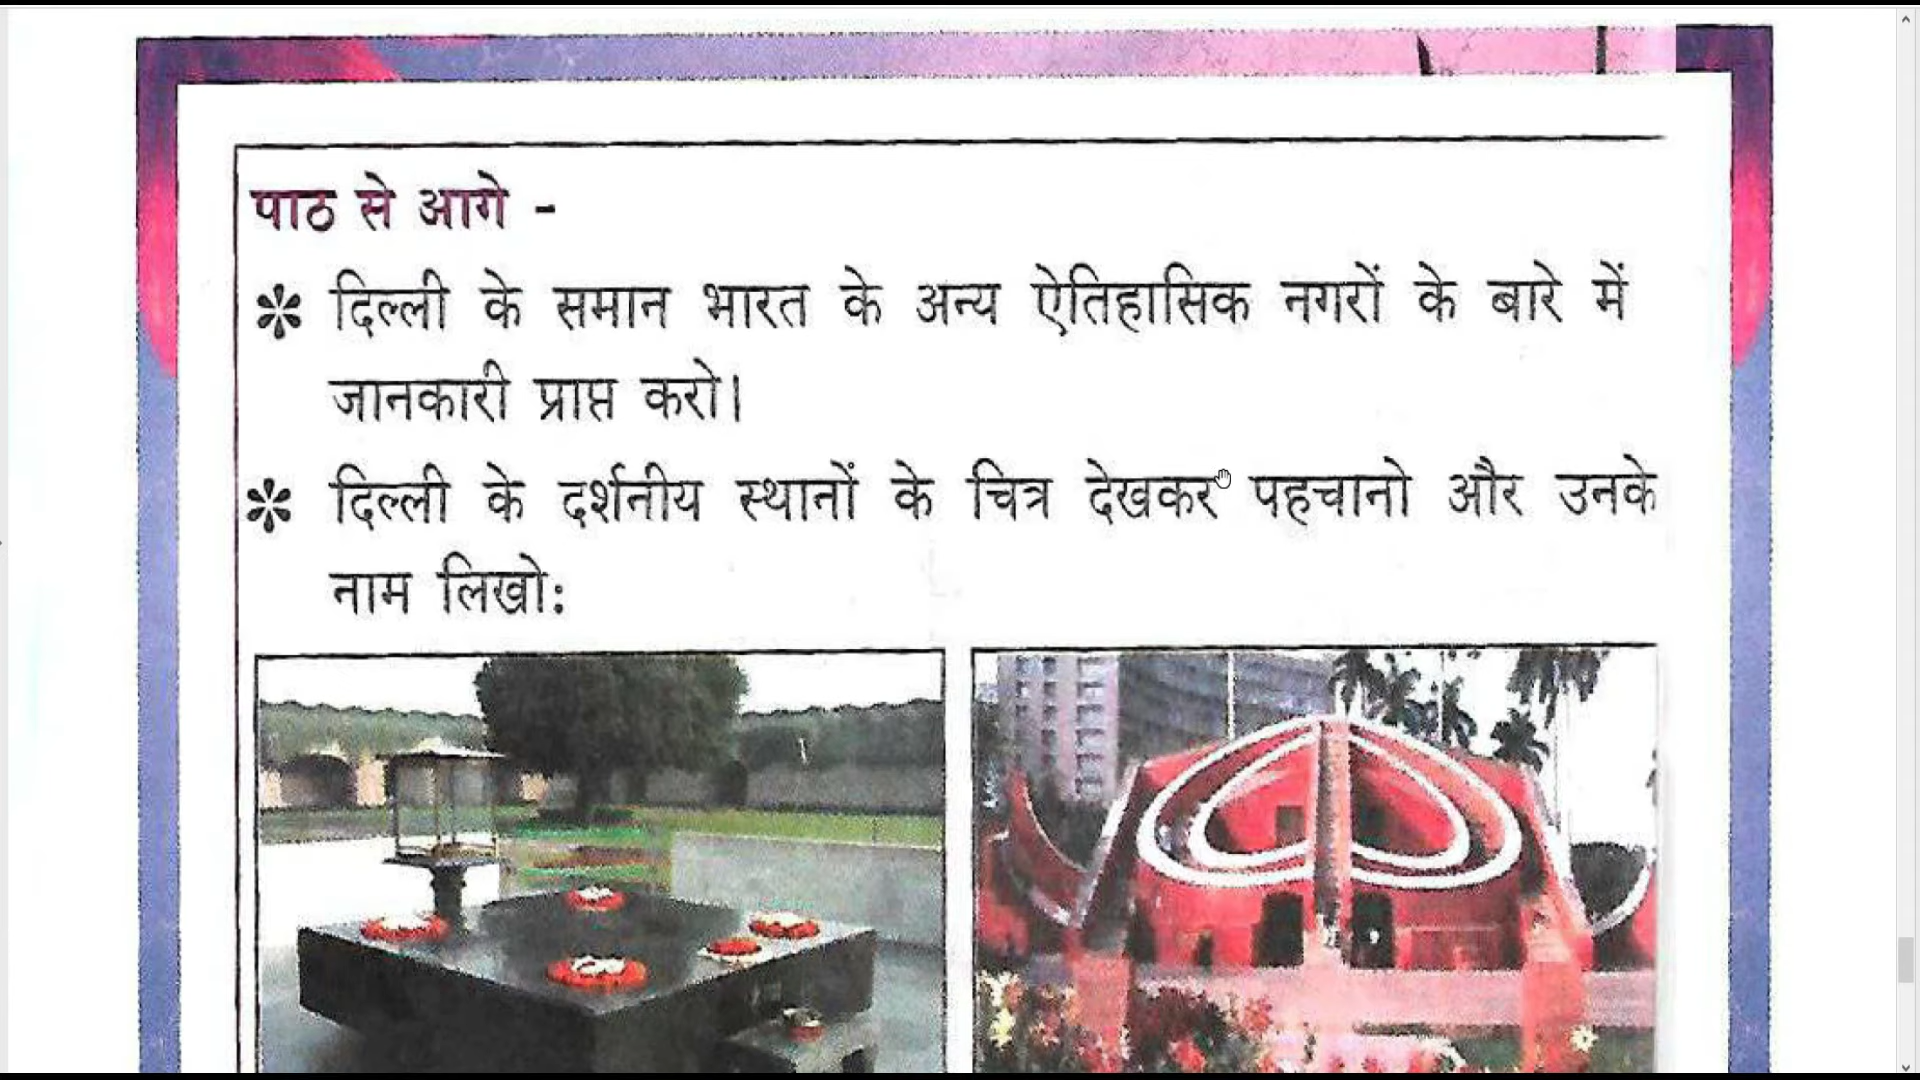 पाठ से आगे -
✽ दिल्ली के समान भारत के अन्य ऐतिहासिक नगरों के बारे में
जानकारी प्राप्त करो।
✽ दिल्ली के दर्शनीय स्थानों के चित्र देखकर पहचानो और उनके
नाम लिखो: